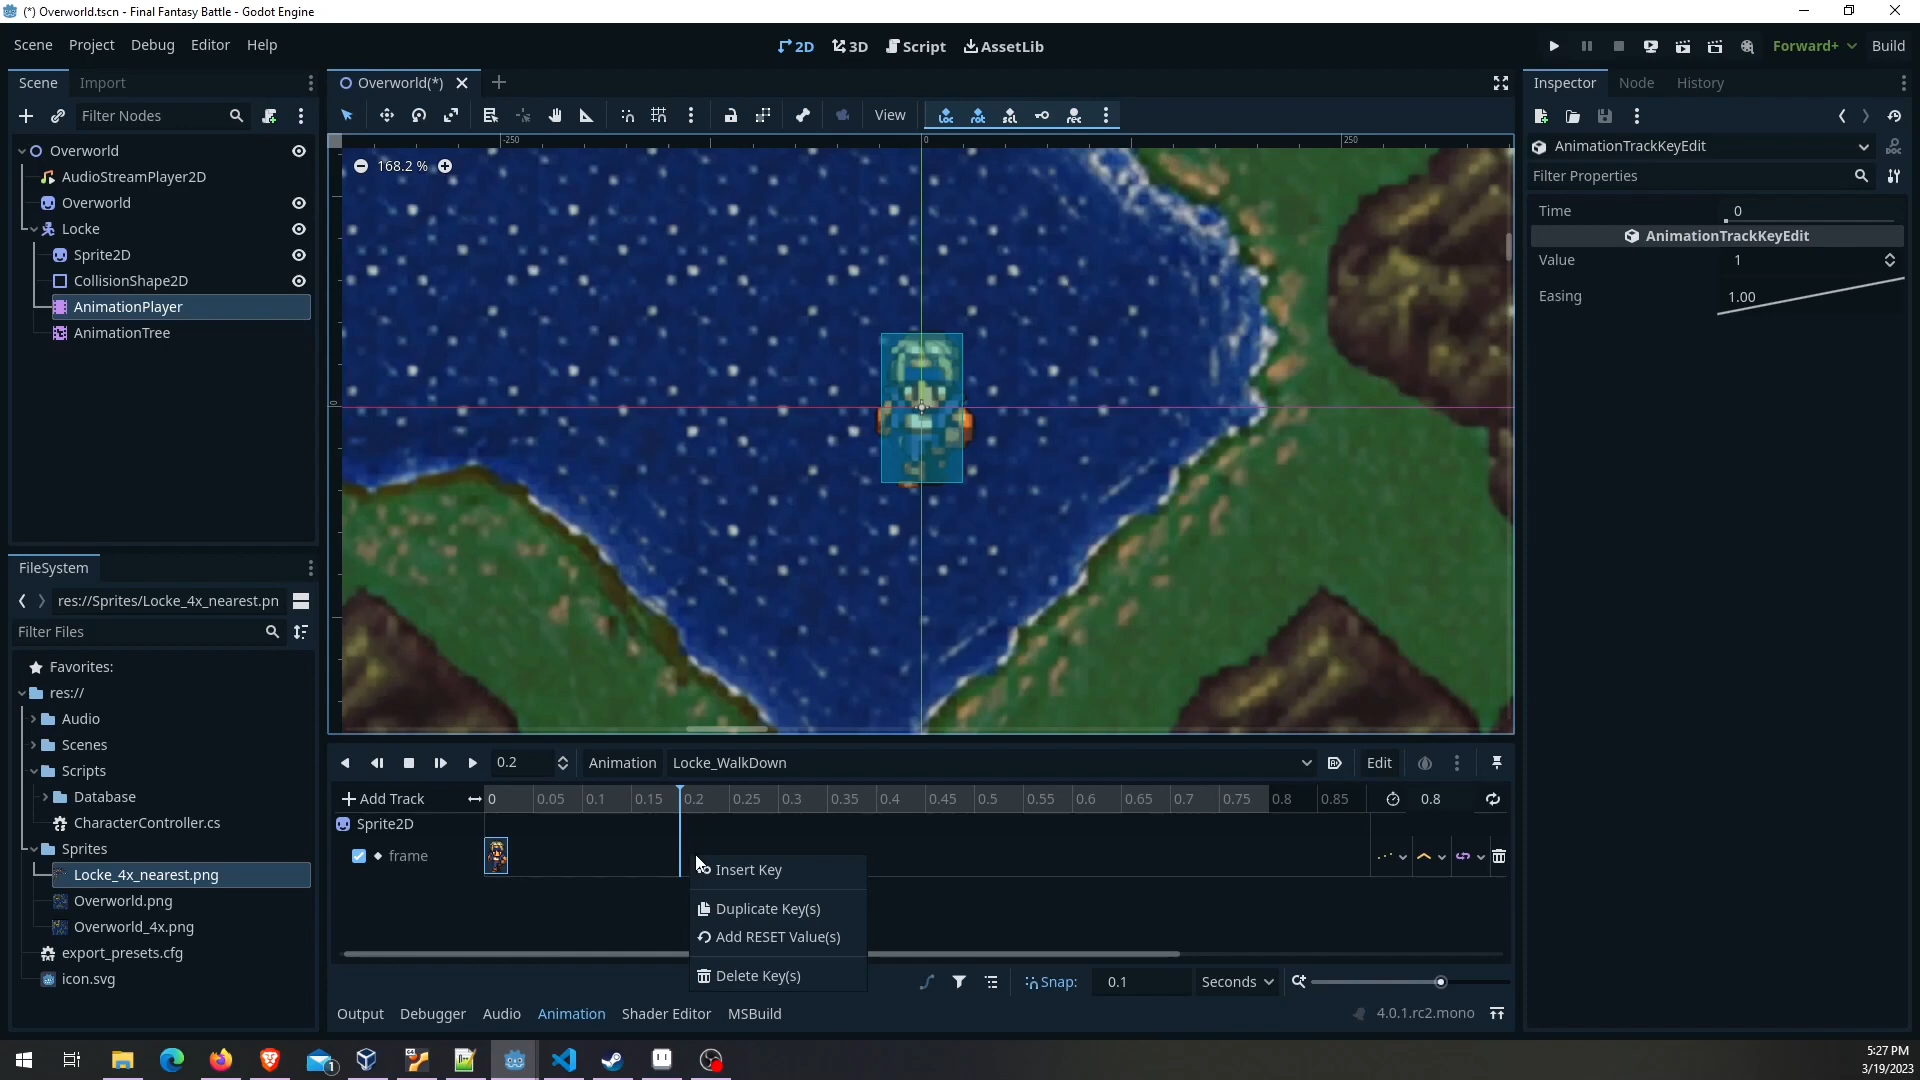 (*) Overworld.tscn - Final Fantasy Battle - Godot Engine
Scene Project Debug Editor Help
2D 3D Script AssetLib
Forward+ Build
Scene Import
Filter Nodes
Overworld
AudioStreamPlayer2D
Overworld
Locke
Sprite2D
CollisionShape2D
AnimationPlayer
AnimationTree
FileSystem
res://Sprites/Locke_4x_nearest.pn
Filter Files
Favorites:
res://
Audio
Scenes
Scripts
Database
CharacterController.cs
Sprites
Locke_4x_nearest.png
Overworld.png
Overworld_4x.png
export_presets.cfg
icon.svg
Overworld(*)
View
-250 0 250
168.2 %
0
0.2 Animation Locke_WalkDown Edit
Add Track 0 0.05 0.1 0.15 0.2 0.25 0.3 0.35 0.4 0.45 0.5 0.55 0.6 0.65 0.7 0.75 0.8 0.85 0.8
Sprite2D
frame
Insert Key
Duplicate Key(s)
Add RESET Value(s)
Delete Key(s)
Snap: 0.1 Seconds
Output Debugger Audio Animation Shader Editor MSBuild 4.0.1.rc2.mono
Inspector Node History
AnimationTrackKeyEdit
Filter Properties
Time 0
AnimationTrackKeyEdit
Value 1
Easing 1.00
1
5:27 PM
3/19/2023